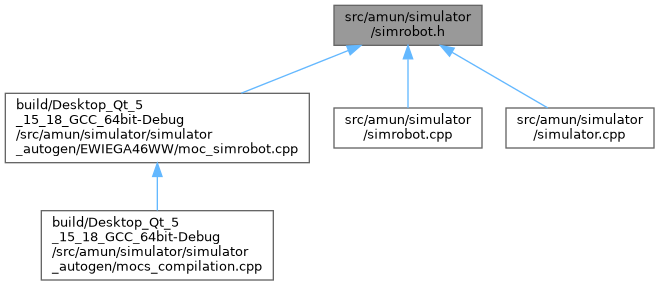 src/amun/simulator
/simrobot.h
build/Desktop_Qt_5
_15_18_GCC_64bit-Debug
/src/amun/simulator/simulator
_autogen/EWIEGA46WW/moc_simrobot.cpp
src/amun/simulator
/simrobot.cpp
src/amun/simulator
/simulator.cpp
build/Desktop_Qt_5
_15_18_GCC_64bit-Debug
/src/amun/simulator/simulator
_autogen/mocs_compilation.cpp